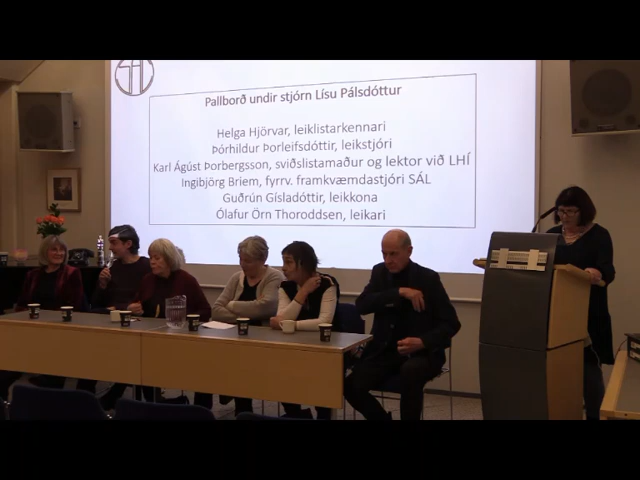 Pallborð undir stjórn Lísu Pálsdóttur
Helga Hjörvar, leiklistarkennari
Þórhildur Þorleifsdóttir, leikstjóri
Karl Ágúst Þorbergsson, sviðslistamaður og lektor við LHÍ
Ingibjörg Briem, fyrrv. framkvæmdastjóri SÁL
Guðrún Gísladóttir, leikkona
Ólafur Örn Thoroddsen, leikari